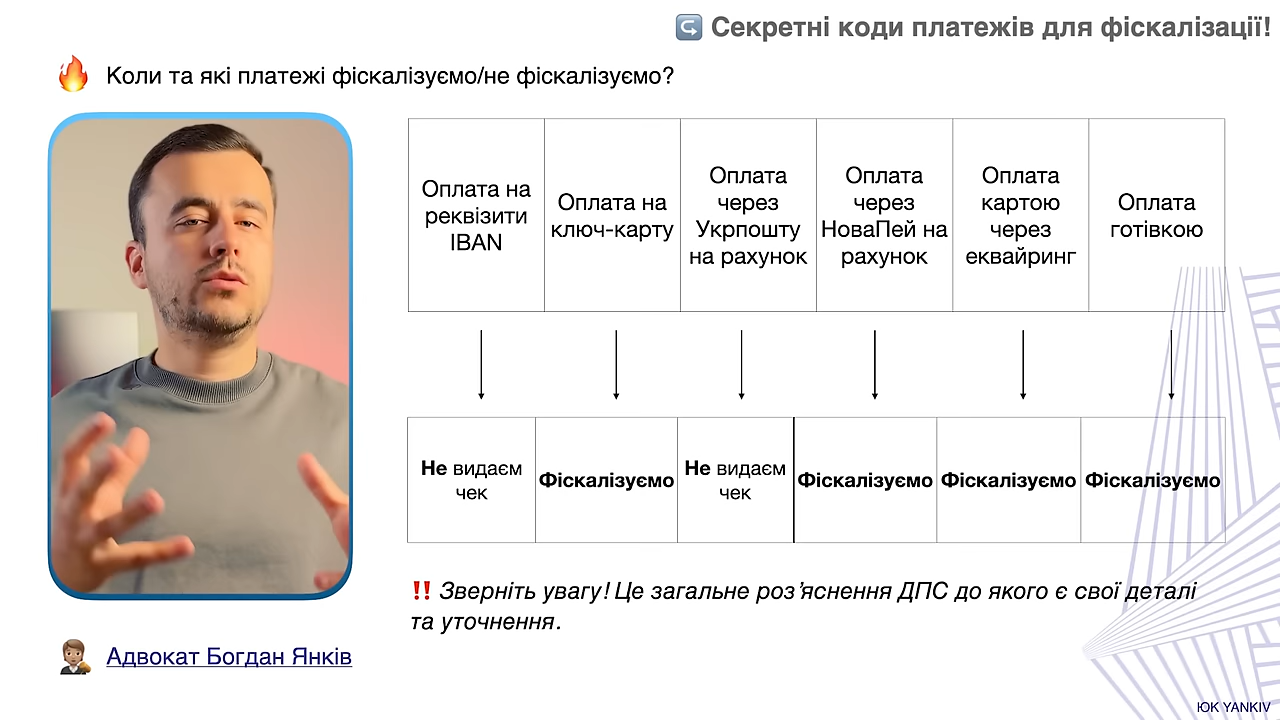 Секретні коди платежів для фіскалізації!
Коли та які платежі фіскалізуємо/не фіскалізуємо?
Оплата на
реквізити
IBAN
Оплата на
ключ-карту
Оплата
через
Укрпошту
на рахунок
Оплата
через
НоваПей на
рахунок
Оплата
картою
через
еквайринг
Оплата
готівкою
Не видаєм
чек
Фіскалізуємо
Не видаєм
чек
Фіскалізуємо
Фіскалізуємо
Фіскалізуємо
‼️ Зверніть увагу! Це загальне роз’яснення ДПС до якого є свої деталі
та уточнення.
Адвокат Богдан Янків
ЮК YANKIV